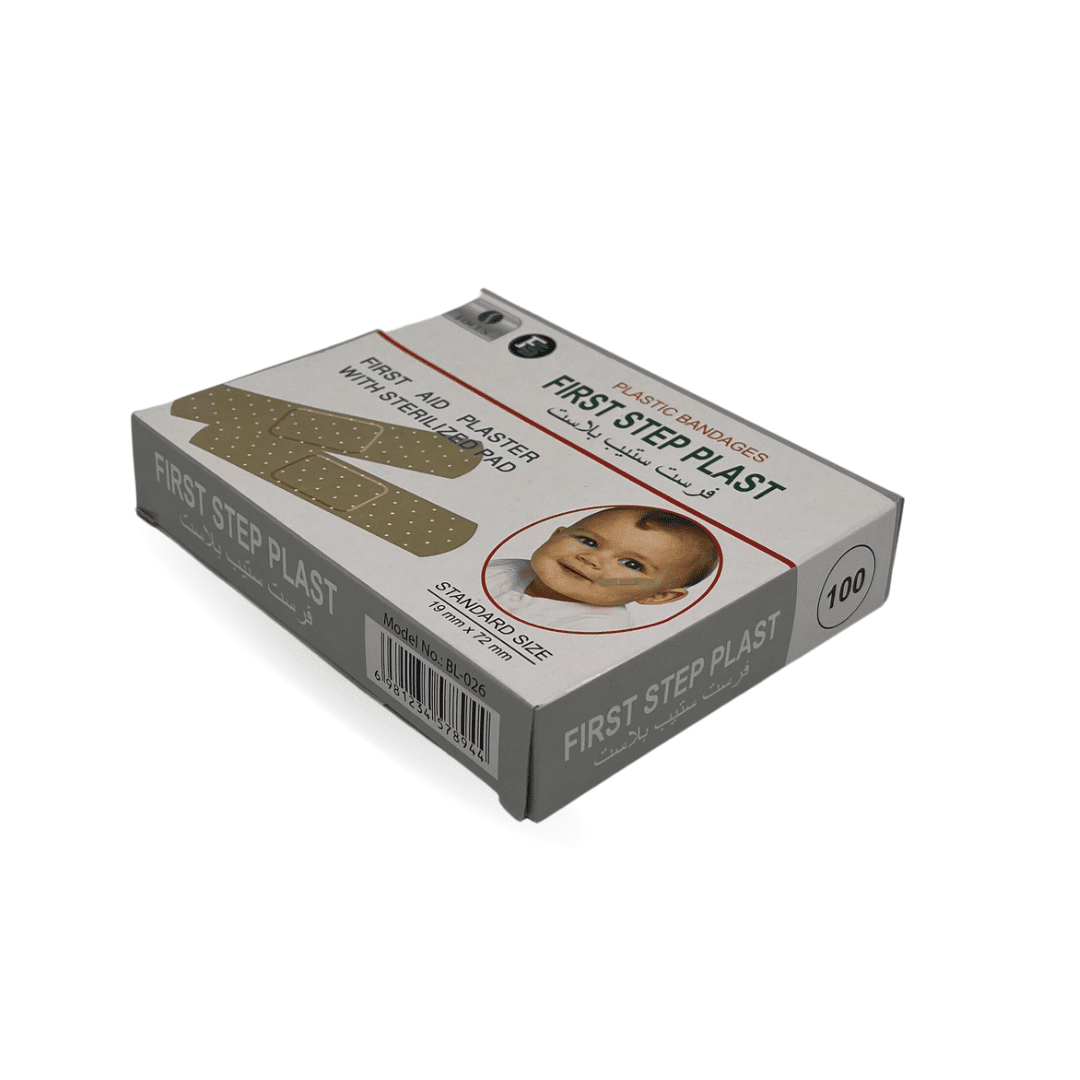 PLASTIC BANDAGES
FIRST STEP PLAST
فرست ستيب بلاست
FIRST AID PLASTER
WITH STERILIZED PAD
STANDARD SIZE
19 mm x 72 mm
FIRST STEP PLAST
فرست ستيب بلاست
Model No.: BL-026
6 981234 578944
FIRST STEP PLAST
فرست ستيب بلاست
100